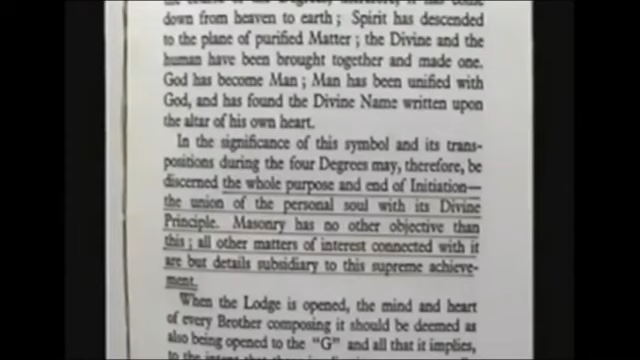 down from heaven to earth ; Spirit has descended
to the plane of purified Matter ; the Divine and the
human have been brought together and made one.
God has become Man ; Man has been unified with
God, and has found the Divine Name written upon
the altar of his own heart.
In the significance of this symbol and its trans-
positions during the four Degrees may, therefore, be
discerned the whole purpose and end of Initiation—
the union of the personal soul with its Divine
Principle. Masonry has no other objective than
this ; all other matters of interest connected with it
are but details subsidiary to this supreme achieve-
ment.
When the Lodge is opened, the mind and heart
of every Brother composing it should be deemed as
also being opened to the "G" and all that it implies,